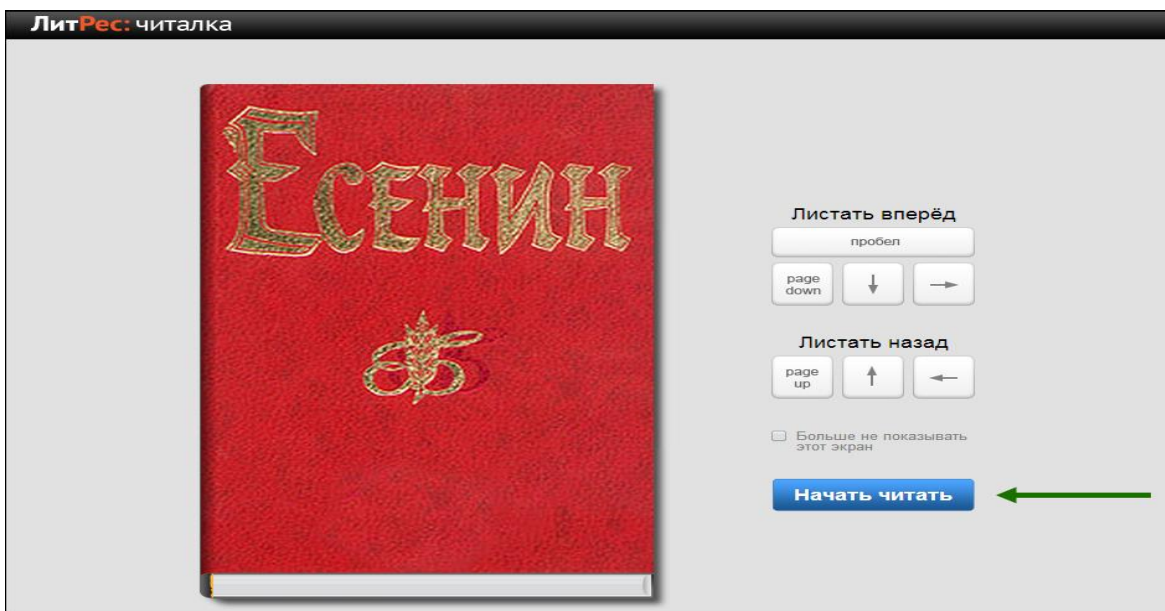 ЛитРес: читалка
Есенин
Листать вперёд
пробел
page
down
Листать назад
page
up
Больше не показывать
этот экран
Начать читать